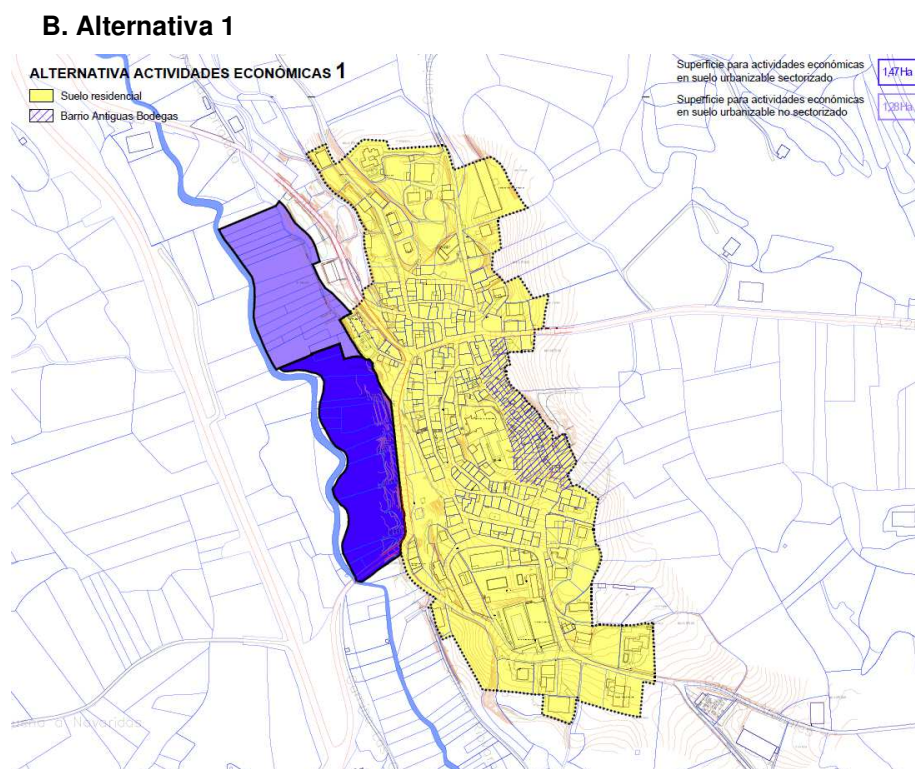 B. Alternativa 1
ALTERNATIVA ACTIVIDADES ECONÓMICAS 1
Suelo residencial
Barrio Antiguas Bodegas
Superficie para actividades económicas
en suelo urbanizable sectorizado
1,47Ha
Superficie para actividades económicas
en suelo urbanizable no sectorizado
1,28Ha
a Navaridas